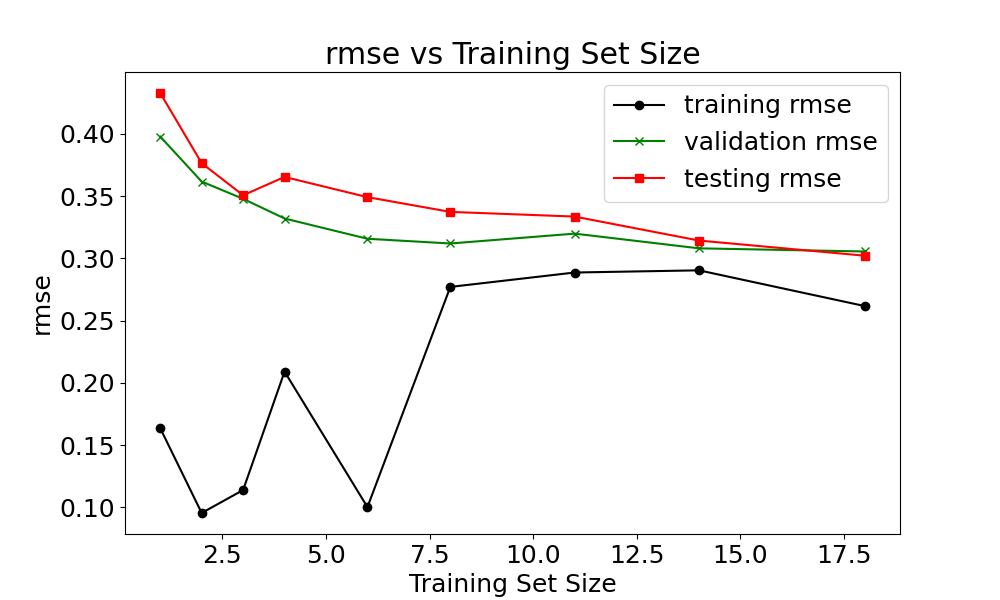 rmse vs Training Set Size
training rmse
validation rmse
testing rmse
rmse
0.40
0.35
0.30
0.25
0.20
0.15
0.10
2.5 5.0 7.5 10.0 12.5 15.0 17.5
Training Set Size